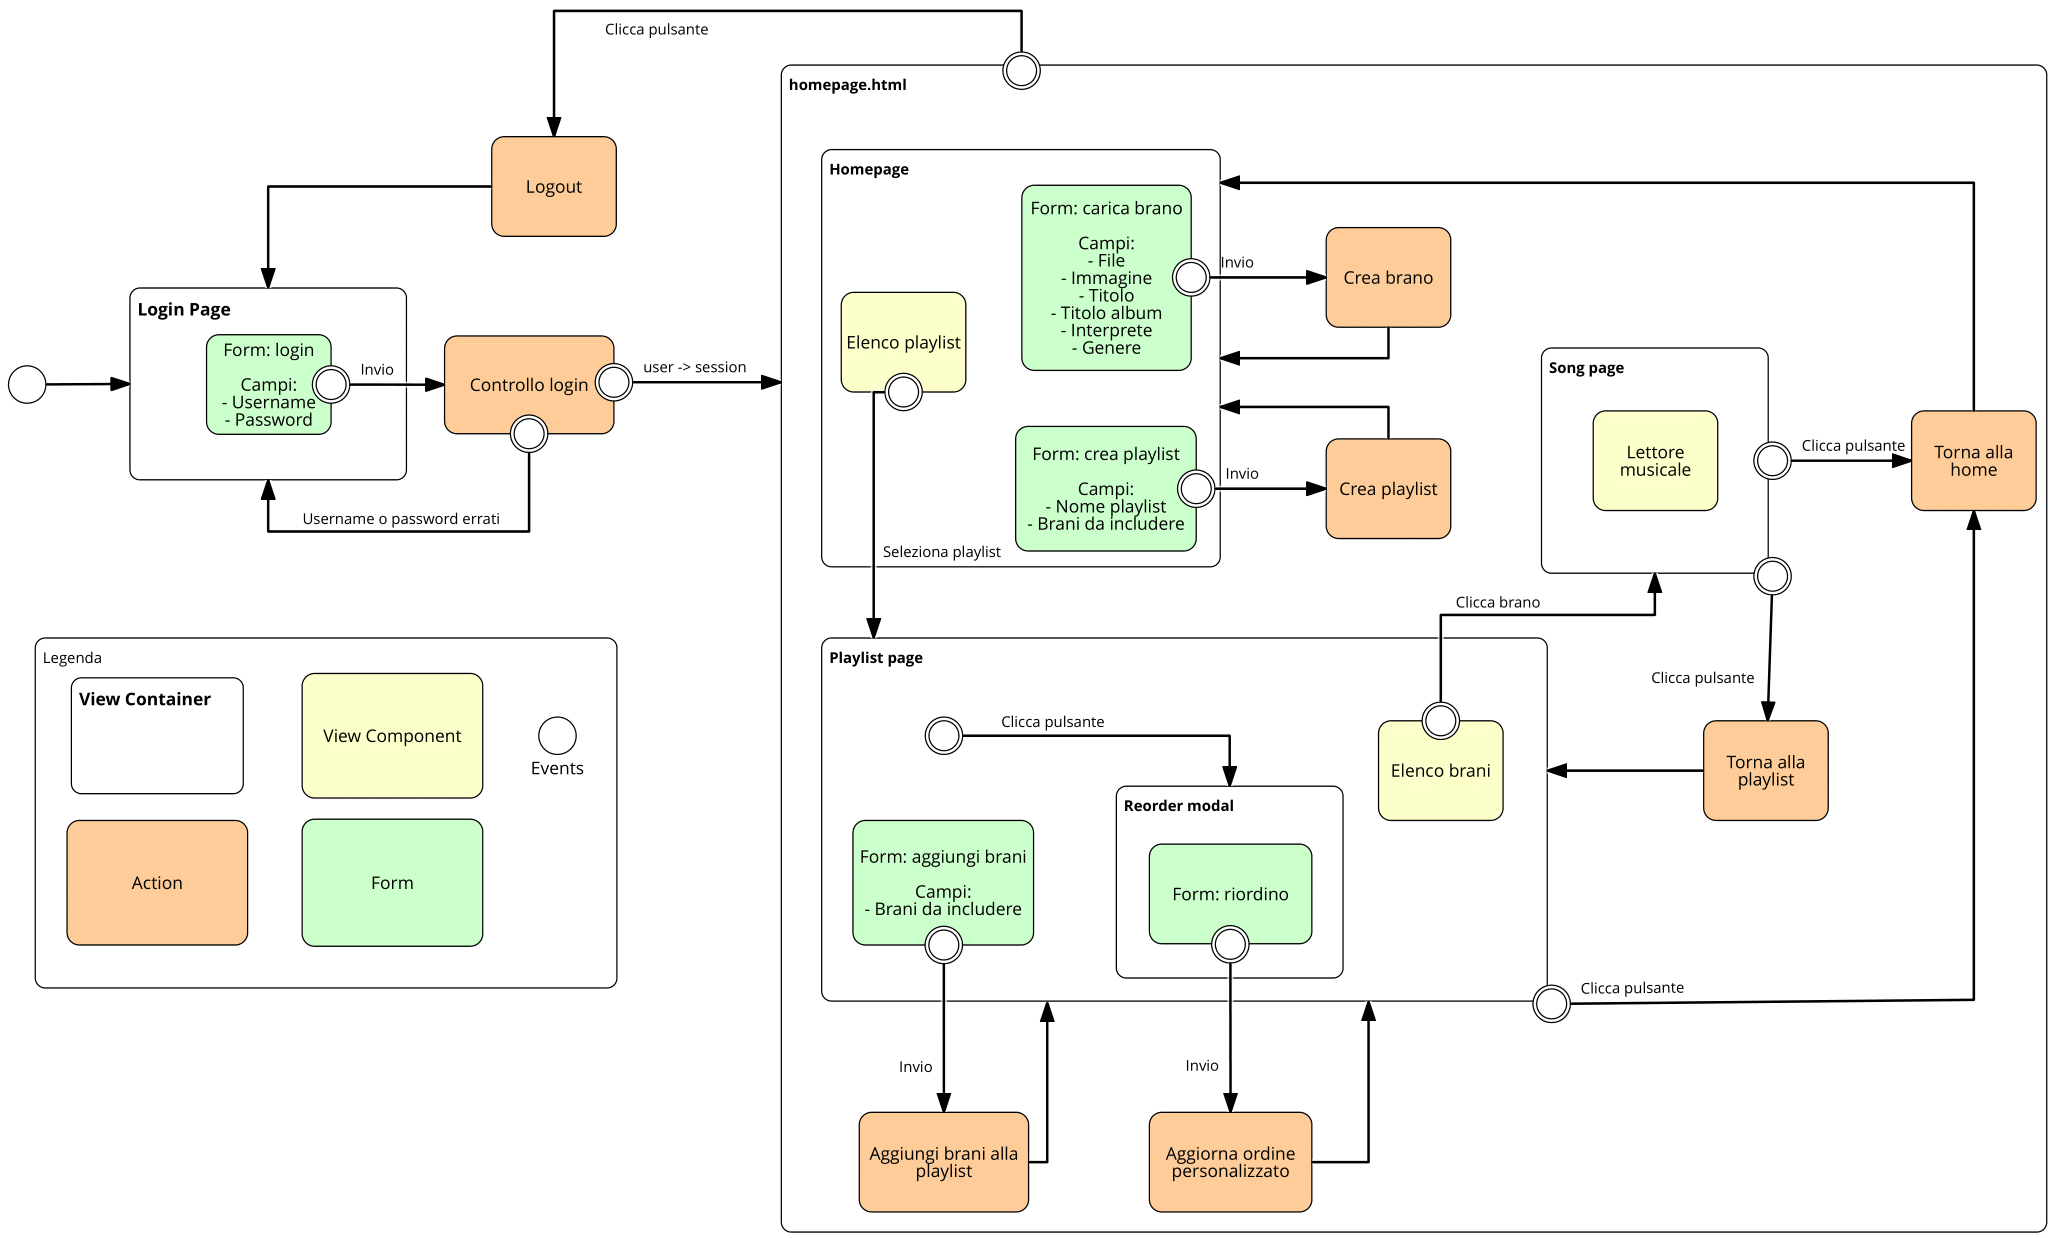 Clicca pulsante
homepage.html
Logout
Homepage
Form: carica brano
Campi:
- File
- Immagine
- Titolo
- Titolo album
- Interprete
- Genere
Invio
Crea brano
Login Page
Form: login
Campi:
- Username
- Password
Invio
Controllo login
user -> session
Username o password errati
Elenco playlist
Form: crea playlist
Campi:
- Nome playlist
- Brani da includere
Invio
Crea playlist
Seleziona playlist
Song page
Lettore
musicale
Clicca pulsante
Torna alla
home
Clicca brano
Clicca pulsante
Legenda
View Container
View Component
Events
Action
Form
Playlist page
Clicca pulsante
Elenco brani
Torna alla
playlist
Reorder modal
Form: aggiungi brani
Campi:
- Brani da includere
Form: riordino
Clicca pulsante
Invio
Invio
Aggiungi brani alla
playlist
Aggiorna ordine
personalizzato